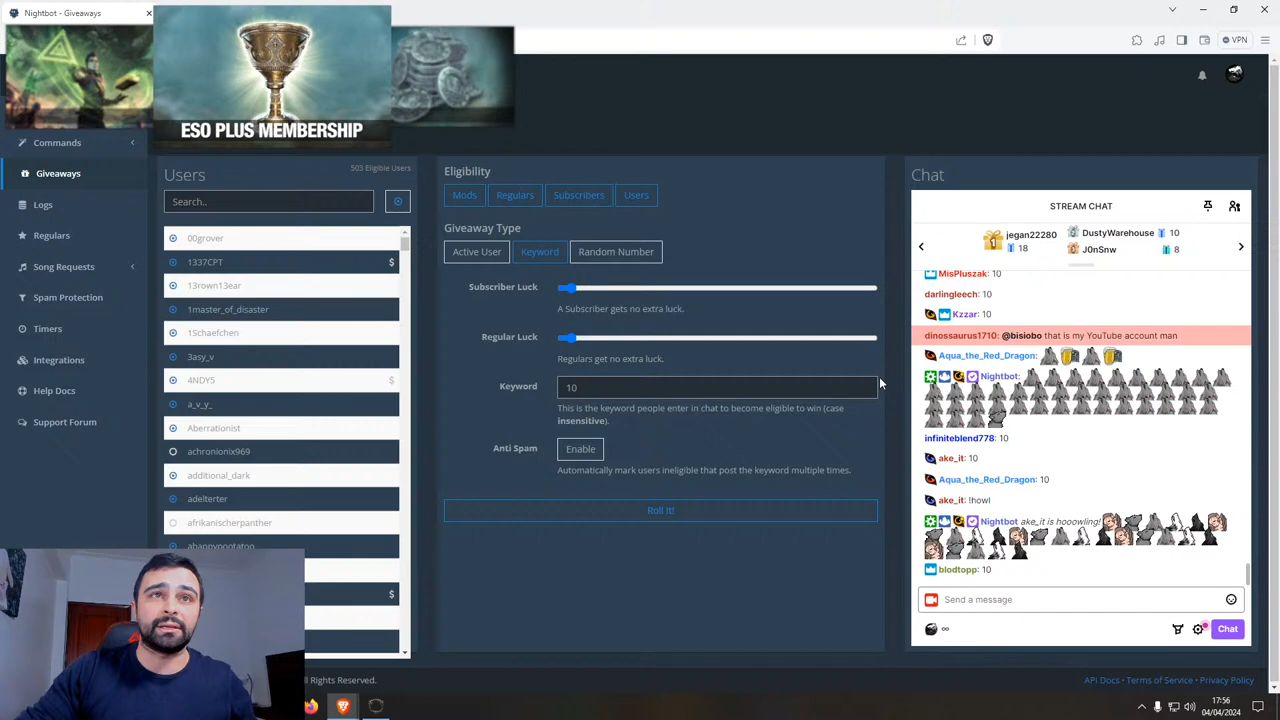 Nightbot - Giveaways
VPN
ESO PLUS MEMBERSHIP
Commands
Giveaways
Logs
Regulars
Song Requests
Spam Protection
Timers
Integrations
Help Docs
Support Forum
Users
503 Eligible Users
Search..
00grover
1337CPT $
13rown13ear
1master_of_disaster
1Schaefchen
3asy_v
4NDY5 $
a_v_y_
Aberrationist
achronionix969
additional_dark
adelterter
afrikanischerpanther
ahappypootatoo
$
Eligibility
Mods
Regulars
Subscribers
Users
Giveaway Type
Active User
Keyword
Random Number
Subscriber Luck
A Subscriber gets no extra luck.
Regular Luck
Regulars get no extra luck.
Keyword
10
This is the keyword people enter in chat to become eligible to win (case
insensitive).
Anti Spam
Enable
Automatically mark users ineligible that post the keyword multiple times.
Roll It!
Chat
STREAM CHAT
1 jegan22280
18
DustyWarehouse 10
J0nSnw 8
MisPluszak: 10
darlingleech: 10
Kzzar: 10
dinossaurus1710: @bisiobo that is my YouTube account man
Aqua_the_Red_Dragon:
Nightbot:
infiniteblend778: 10
ake_it: 10
Aqua_the_Red_Dragon: 10
ake_it: !howl
Nightbot ake_it is hooowling!
blodtopp: 10
Send a message
∞
Chat
ll Rights Reserved.
API Docs · Terms of Service · Privacy Policy
17:56
04/04/2024